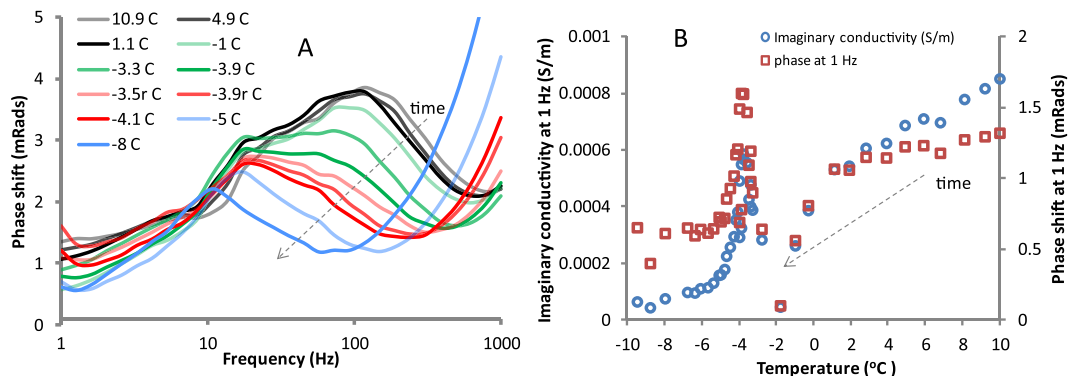 10.9 C
4.9 C
1.1 C
-1 C
-3.3 C
-3.9 C
-3.5r C
-3.9r C
-4.1 C
-5 C
-8 C
A
time
5
4
3
2
1
0
Phase shift (mRads)
1
10
100
1000
Frequency (Hz)
B
Imaginary conductivity (S/m)
phase at 1 Hz
time
0.001
0.0008
0.0006
0.0004
0.0002
0
Imaginary conductivity at 1 Hz (S/m)
2
1.5
1
0.5
0
Phase shift at 1 Hz (mRads)
-10
-8
-6
-4
-2
0
2
4
6
8
10
Temperature (°C )